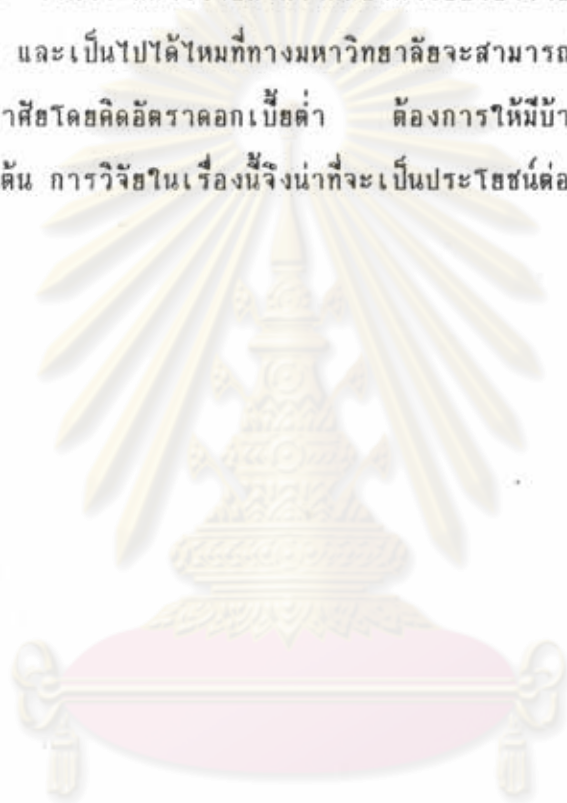 และเป็นไปได้ไหมที่ทางมหาวิทยาลัยจะสามารถ
าศัยโดยคิดอัตราดอกเบี้ยต่ำ ต้องการให้มีบ้า
ต้น การวิจัยในเรื่องนี้จึงน่าที่จะเป็นประโยชน์ต่อ